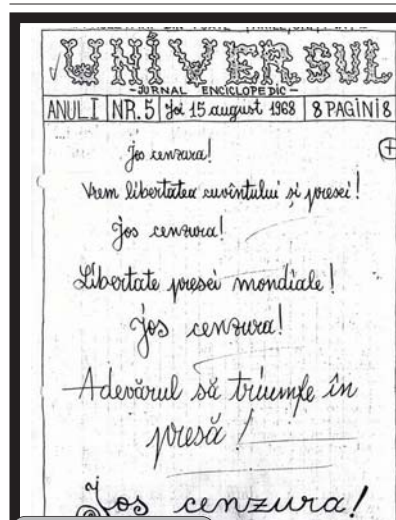 UNIVERSUL
-JURNAL ENCICLOPEDIC-
ANUL I NR. 5 Joi 15 august 1968 8 PAGINI 8
Jos cenzura!
Vrem libertatea cuvîntului și presei!
Jos cenzura!
Libertate presei mondiale!
Jos cenzura!
Adevărul să triumfe în
presă!
Jos cenzura!